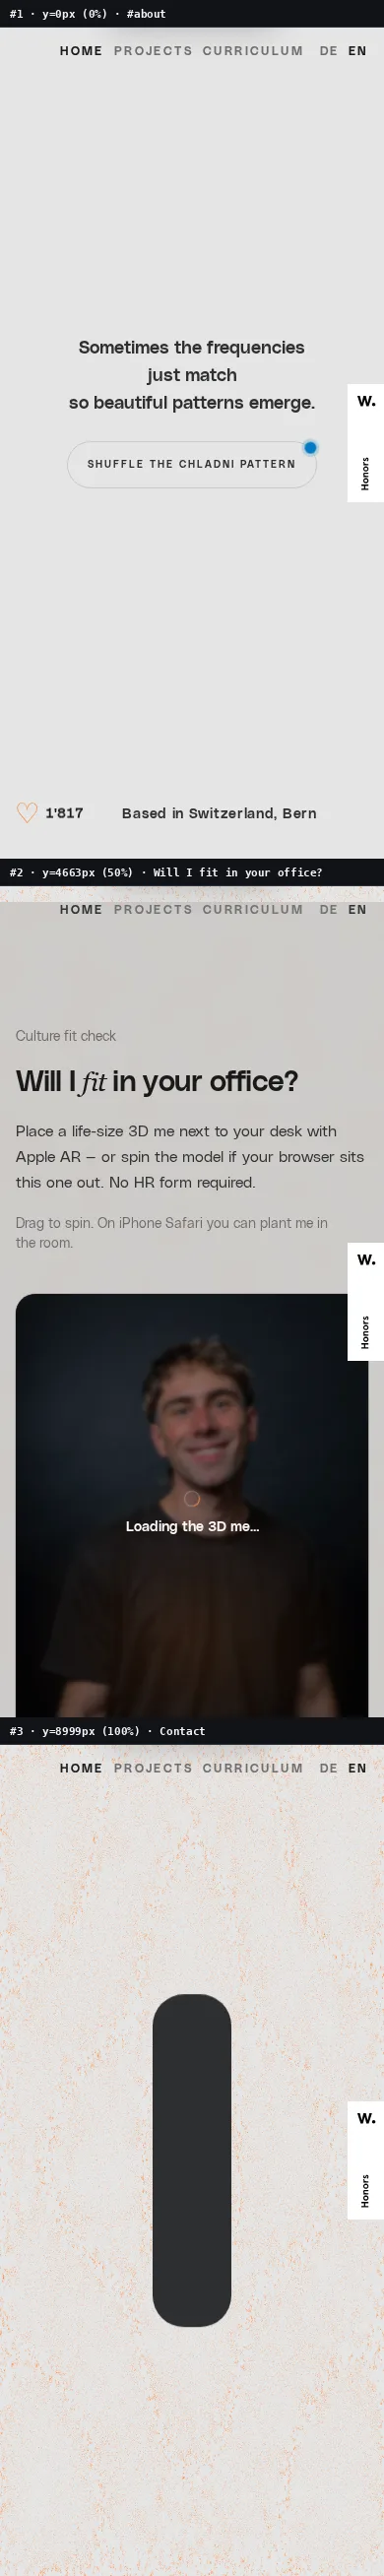 #1 · y=0px (0%) · #about
HOME PROJECTS CURRICULUM DE EN
Sometimes the frequencies
just match
so beautiful patterns emerge.
W.
SHUFFLE THE CHLADNI PATTERN
Honors
♡ 1'817 Based in Switzerland, Bern
#2 · y=4663px (50%) · Will I fit in your office?
HOME PROJECTS CURRICULUM DE EN
Culture fit check
Will I fit in your office?
Place a life-size 3D me next to your desk with
Apple AR — or spin the model if your browser sits
this one out. No HR form required.
Drag to spin. On iPhone Safari you can plant me in
the room.
W.
Honors
Loading the 3D me...
#3 · y=8999px (100%) · Contact
HOME PROJECTS CURRICULUM DE EN
W.
Honors